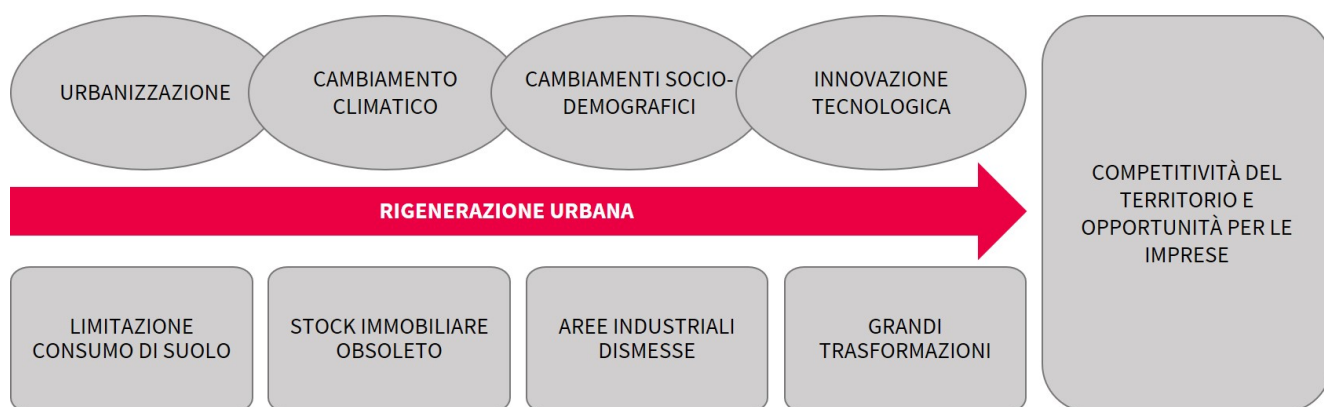 URBANIZZAZIONE
CAMBIAMENTO
CLIMATICO
CAMBIAMENTI SOCIO-
DEMOGRAFICI
INNOVAZIONE
TECNOLOGICA
RIGENERAZIONE URBANA
LIMITAZIONE
CONSUMO DI SUOLO
STOCK IMMOBILIARE
OBSOLETO
AREE INDUSTRIALI
DISMESSE
GRANDI
TRASFORMAZIONI
COMPETITIVITÀ DEL
TERRITORIO E
OPPORTUNITÀ PER LE
IMPRESE